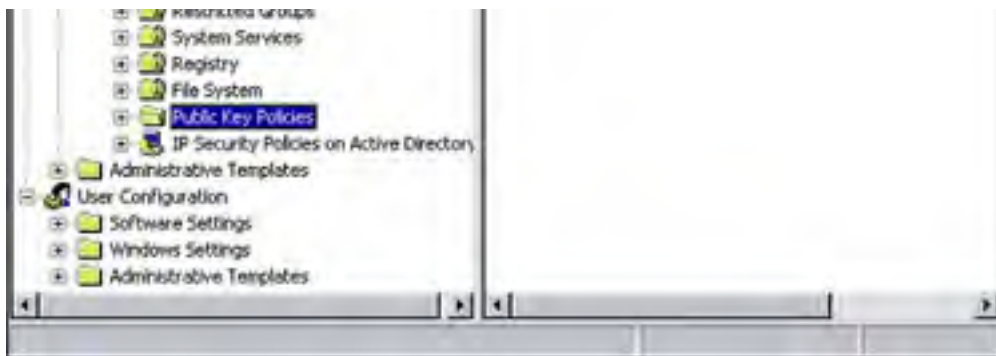 Restricted Groups
System Services
Registry
File System
Public Key Policies
IP Security Policies on Active Directory
Administrative Templates
User Configuration
Software Settings
Windows Settings
Administrative Templates